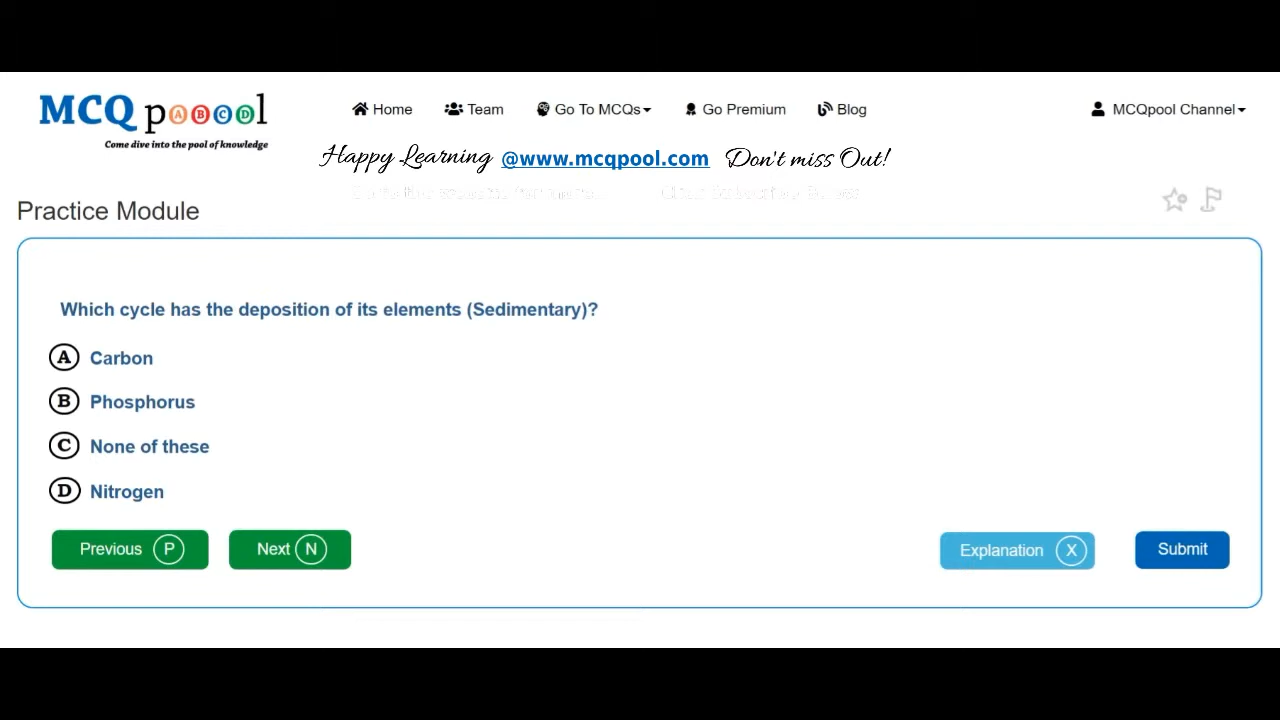 MCQ pooool
Come dive into the pool of knowledge
Home Team Go To MCQs Go Premium Blog MCQpool Channel
Happy Learning @www.mcqpool.com Don't miss Out!
Practice Module
Which cycle has the deposition of its elements (Sedimentary)?
A Carbon
B Phosphorus
C None of these
D Nitrogen
Previous P Next N Explanation X Submit